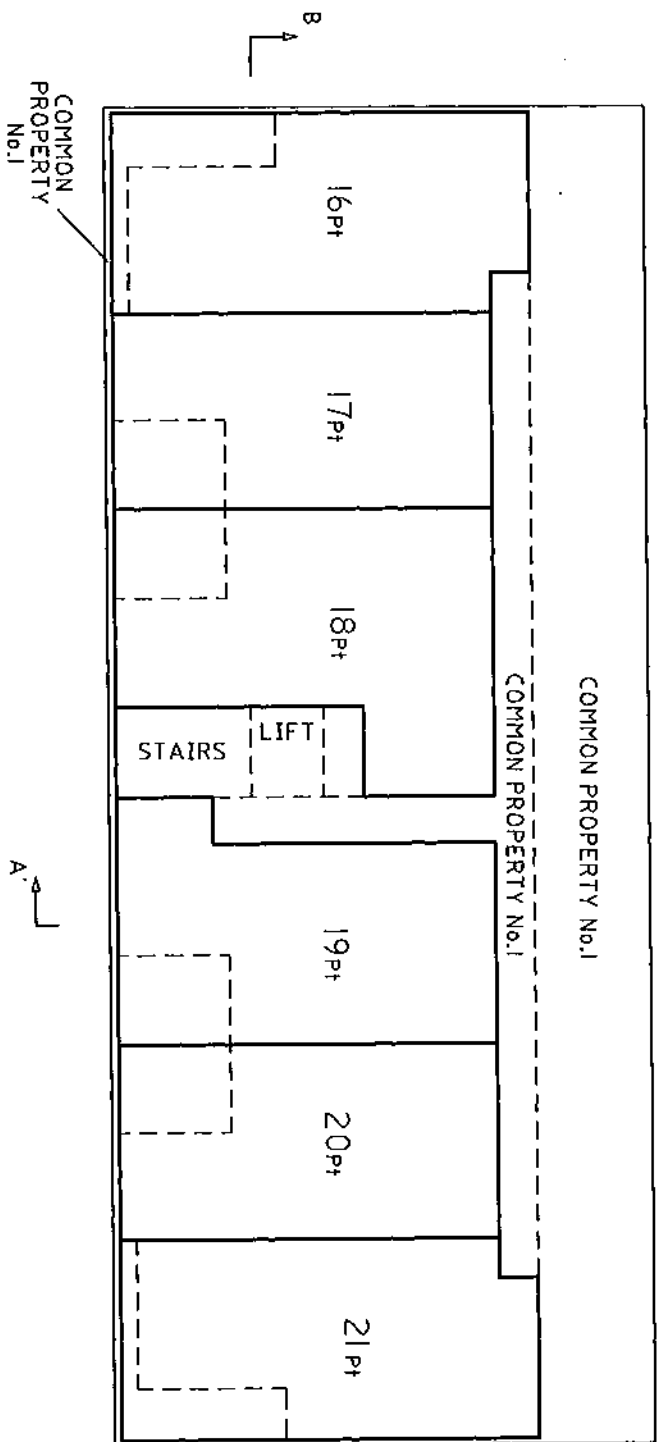 B
COMMON
PROPERTY
No.1
16Pt
17Pt
18Pt
COMMON PROPERTY No.1
COMMON PROPERTY No.1
LIFT
STAIRS
A'
19Pt
20Pt
21Pt